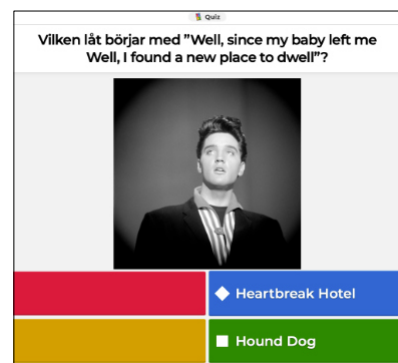 Quiz
Vilken låt börjar med ”Well, since my baby left me
Well, I found a new place to dwell”?
Heartbreak Hotel
Hound Dog